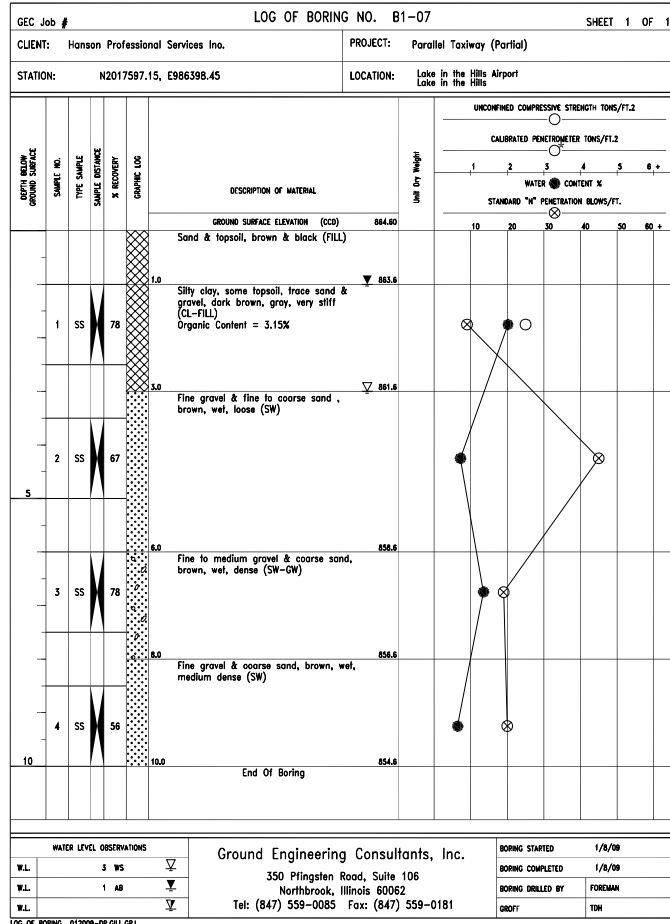 GEC Job #
LOG OF BORING NO. B1-07
SHEET 1 OF 1
CLIENT: Hanson Professional Services Inc.
PROJECT: Parallel Taxiway (Partial)
STATION: N2017597.15, E986398.45
LOCATION: Lake in the Hills Airport
Lake in the Hills
DEPTH BELOW
GROUND SURFACE
SAMPLE NO.
TYPE SAMPLE
SAMPLE DISTANCE
% RECOVERY
GRAPHIC LOG
DESCRIPTION OF MATERIAL
GROUND SURFACE ELEVATION (CCD) 864.60
Unit Dry Weight
UNCONFINED COMPRESSIVE STRENGTH TONS/FT.2
CALIBRATED PENETROMETER TONS/FT.2
*
1 2 3 4 5 6 +
WATER CONTENT %
STANDARD "N" PENETRATION BLOWS/FT.
10 20 30 40 50 60 +
Sand & topsoil, brown & black (FILL)
1.0 863.6
Silty clay, some topsoil, trace sand &
gravel, dark brown, gray, very stiff
(CL-FILL)
1 SS 78 Organic Content = 3.15%
3.0 861.6
Fine gravel & fine to coarse sand ,
brown, wet, loose (SW)
2 SS 67
5
6.0 858.6
Fine to medium gravel & coarse sand,
brown, wet, dense (SW-GW)
3 SS 78
8.0 856.6
Fine gravel & coarse sand, brown, wet,
medium dense (SW)
4 SS 56
10 10.0 854.6
End Of Boring
WATER LEVEL OBSERVATIONS
W.L. 3 WS
W.L. 1 AB
W.L.
Ground Engineering Consultants, Inc.
350 Pfingsten Road, Suite 106
Northbrook, Illinois 60062
Tel: (847) 559-0085 Fax: (847) 559-0181
BORING STARTED 1/8/09
BORING COMPLETED 1/8/09
BORING DRILLED BY FOREMAN
GROFF TDH
LOG OF BORING